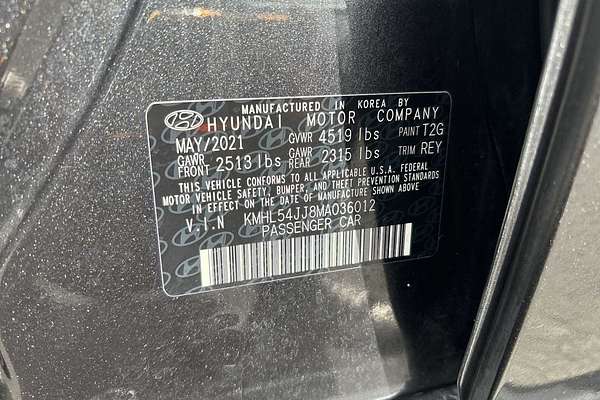 MANUFACTURED IN KOREA BY
HYUNDAI MOTOR COMPANY
MAY/2021 GVWR 4519 lbs PAINT T2G
GAWR FRONT 2513 lbs GAWR REAR 2315 lbs TRIM REY
THIS VEHICLE CONFORMS TO ALL APPLICABLE U.S.A. FEDERAL
MOTOR VEHICLE SAFETY, BUMPER, AND THEFT PREVENTION STANDARDS
IN EFFECT ON THE DATE OF MANUFACTURE SHOWN ABOVE
V.I.N KMHL54JJ8MA036012
PASSENGER CAR